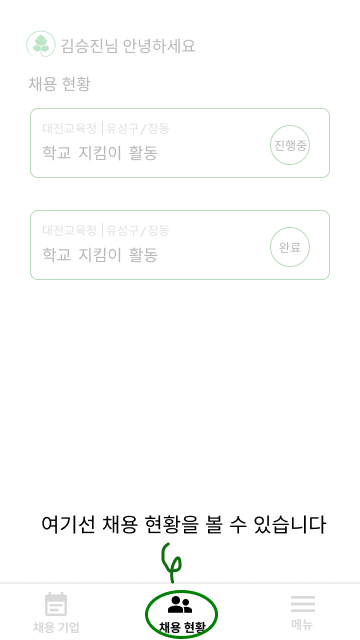 김승진님 안녕하세요
채용 현황
대전교육청 | 유성구/장동
학교 지킴이 활동
진행중
대전교육청 | 유성구/장동
학교 지킴이 활동
완료
여기선 채용 현황을 볼 수 있습니다
채용 기업
채용 현황
메뉴